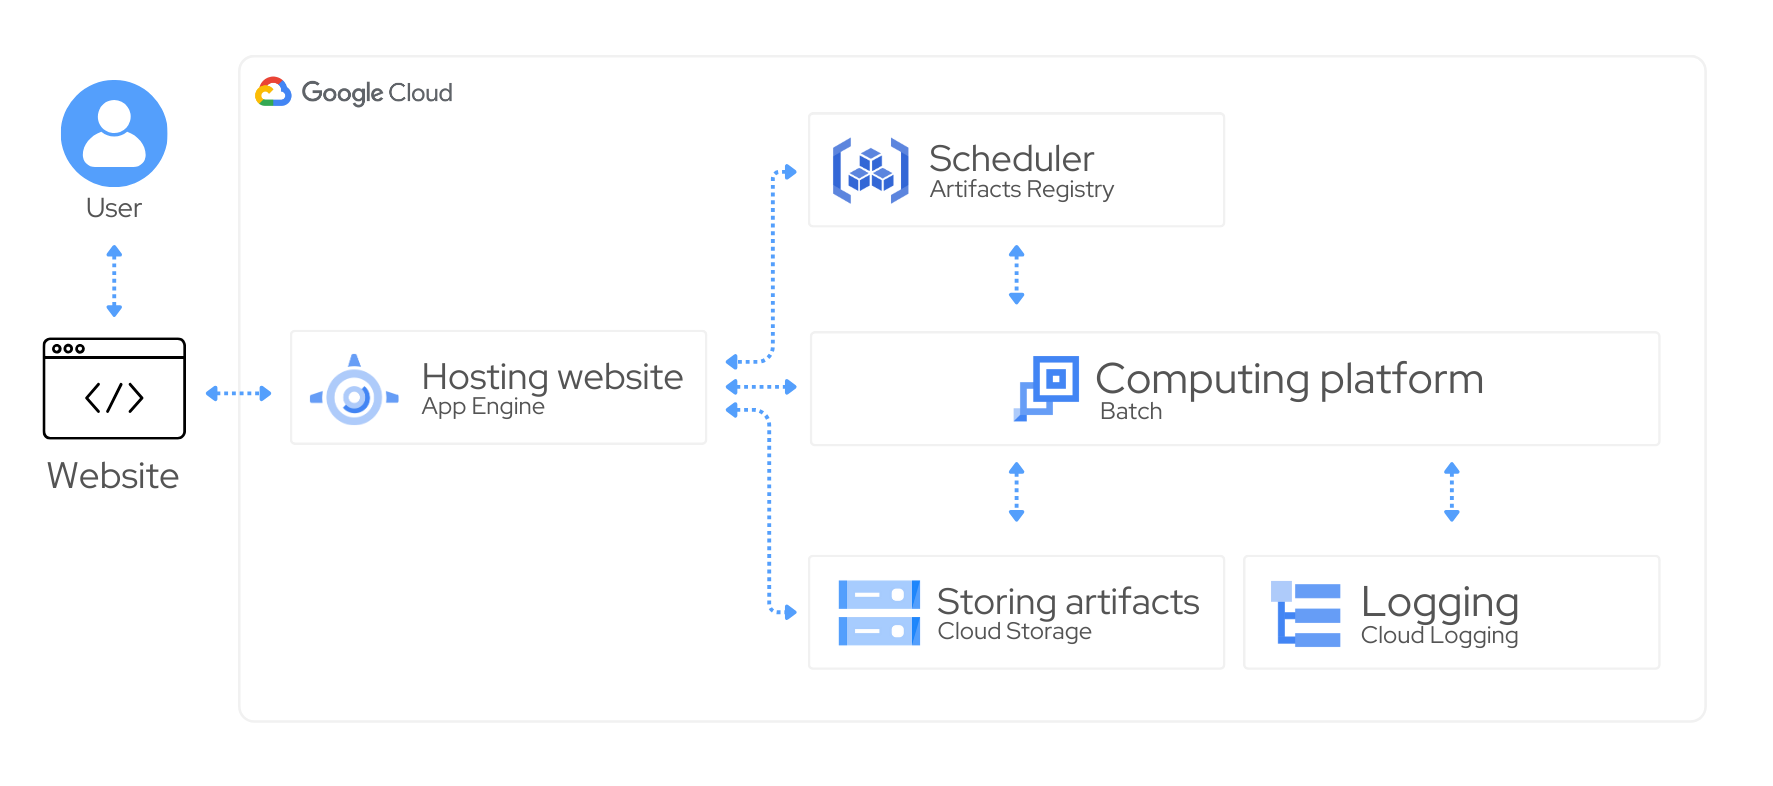 Google Cloud
User
Website
Hosting website
App Engine
Scheduler
Artifacts Registry
Computing platform
Batch
Storing artifacts
Cloud Storage
Logging
Cloud Logging